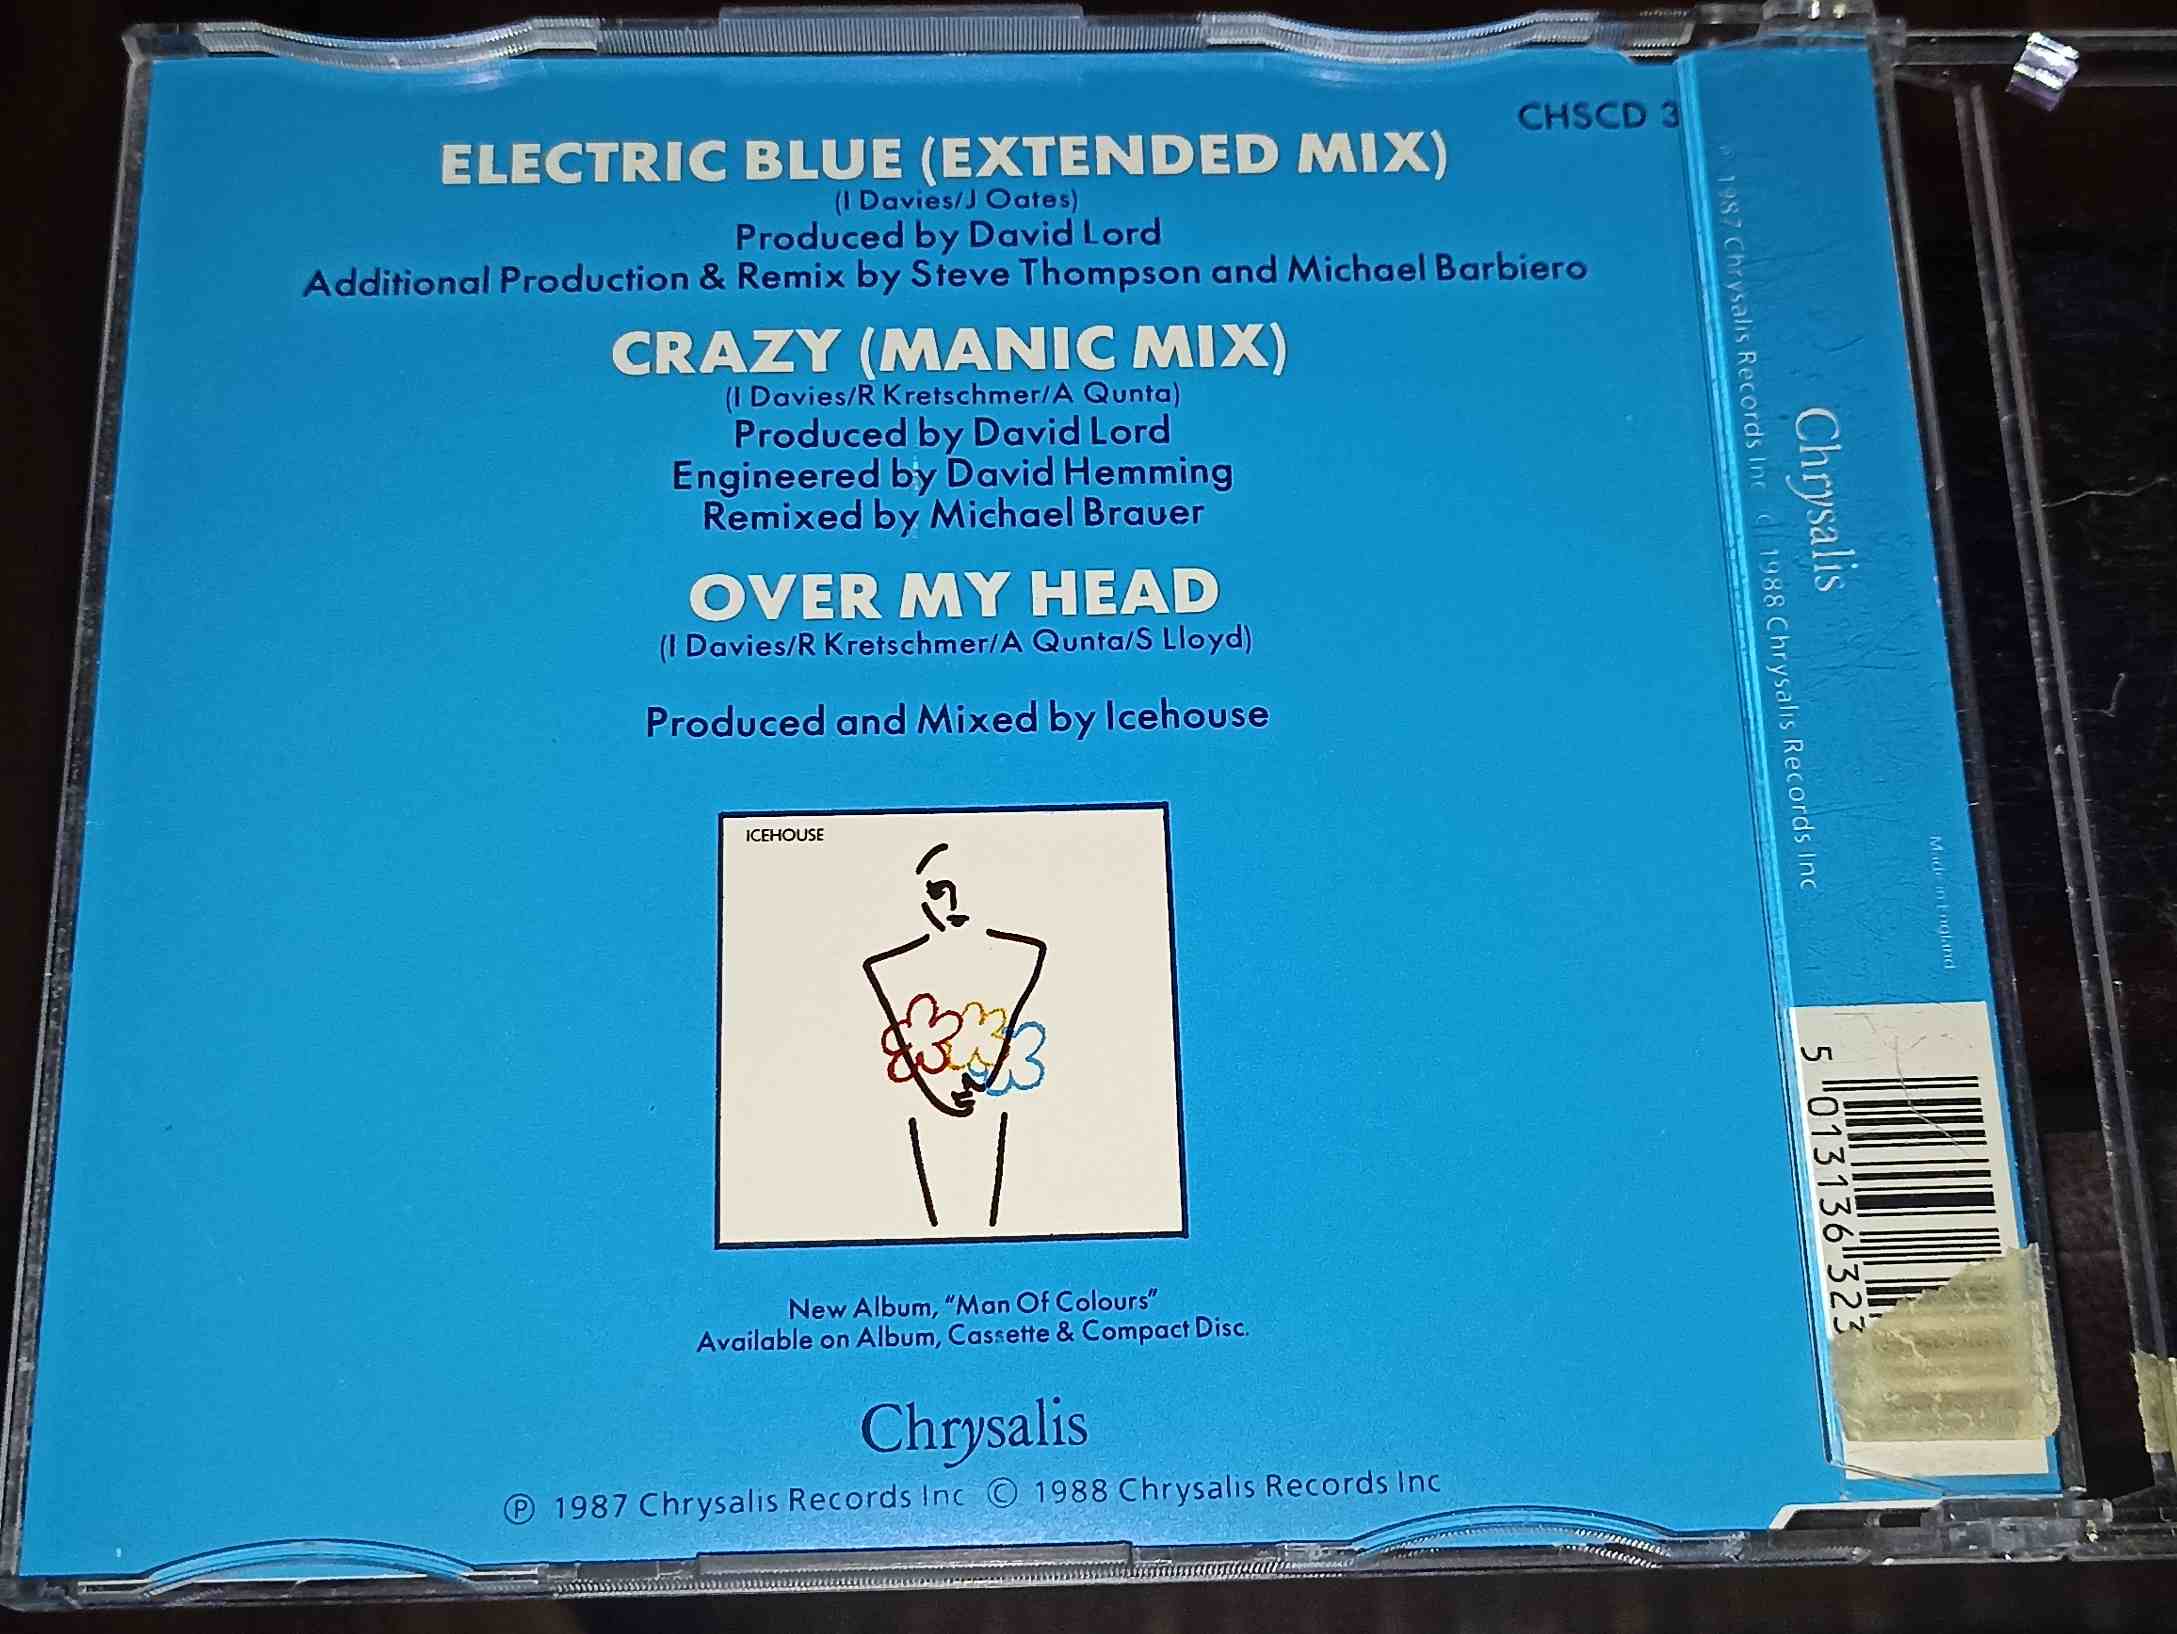 CHSCD 3
ELECTRIC BLUE (EXTENDED MIX)
(I Davies/J Oates)
Produced by David Lord
Additional Production & Remix by Steve Thompson and Michael Barbiero
CRAZY (MANIC MIX)
(I Davies/R Kretschmer/A Qunta)
Produced by David Lord
Engineered by David Hemming
Remixed by Michael Brauer
OVER MY HEAD
(I Davies/R Kretschmer/A Qunta/S Lloyd)
Produced and Mixed by Icehouse
ICEHOUSE
New Album, "Man Of Colours"
Available on Album, Cassette & Compact Disc.
Chrysalis
Ⓟ 1987 Chrysalis Records Inc © 1988 Chrysalis Records Inc
1987 Chrysalis Records Inc 1988 Chrysalis Records Inc
Chrysalis
Made in England
5 013136 323